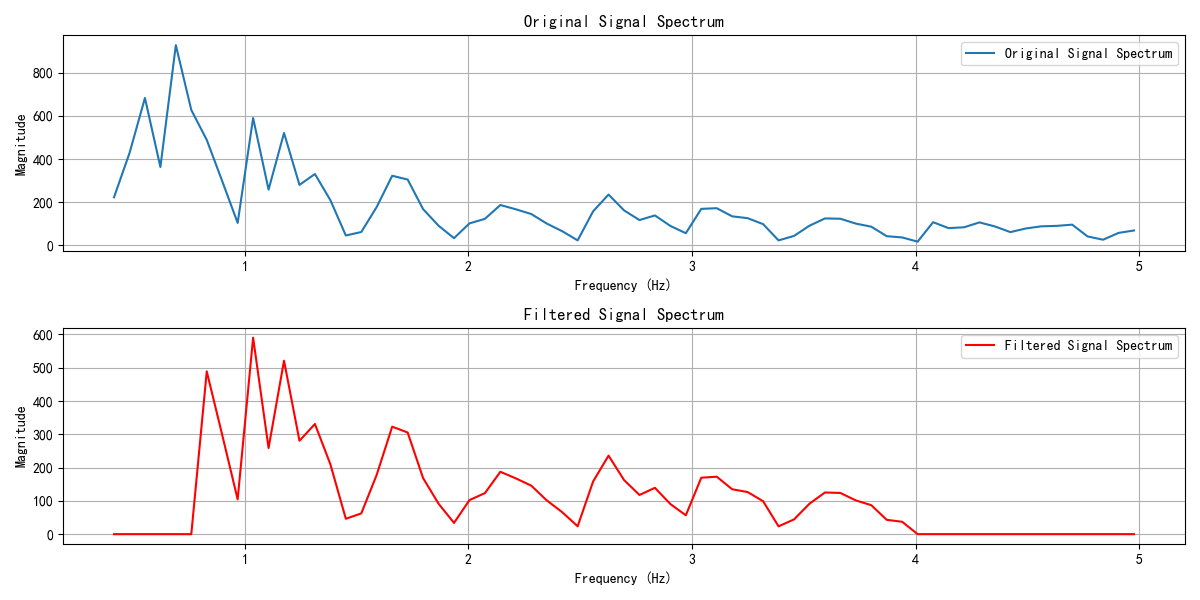 Original Signal Spectrum
Original Signal Spectrum
800
600
400
200
0
Magnitude
1 2 3 4 5
Frequency (Hz)
Filtered Signal Spectrum
Filtered Signal Spectrum
600
500
400
300
200
100
0
Magnitude
1 2 3 4 5
Frequency (Hz)